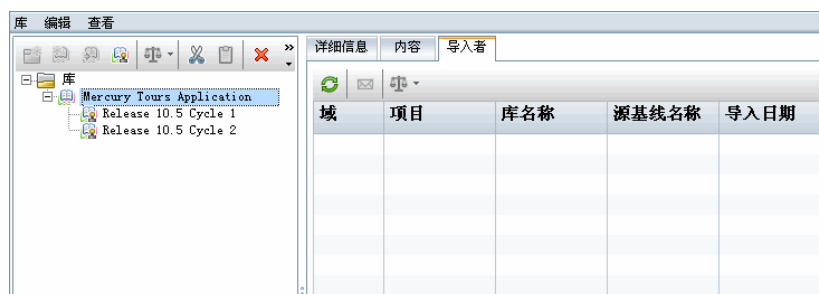 库 编辑 查看
详细信息 内容 导入者
库
Mercury Tours Application
Release 10.5 Cycle 1
Release 10.5 Cycle 2
域 项目 库名称 源基线名称 导入日期